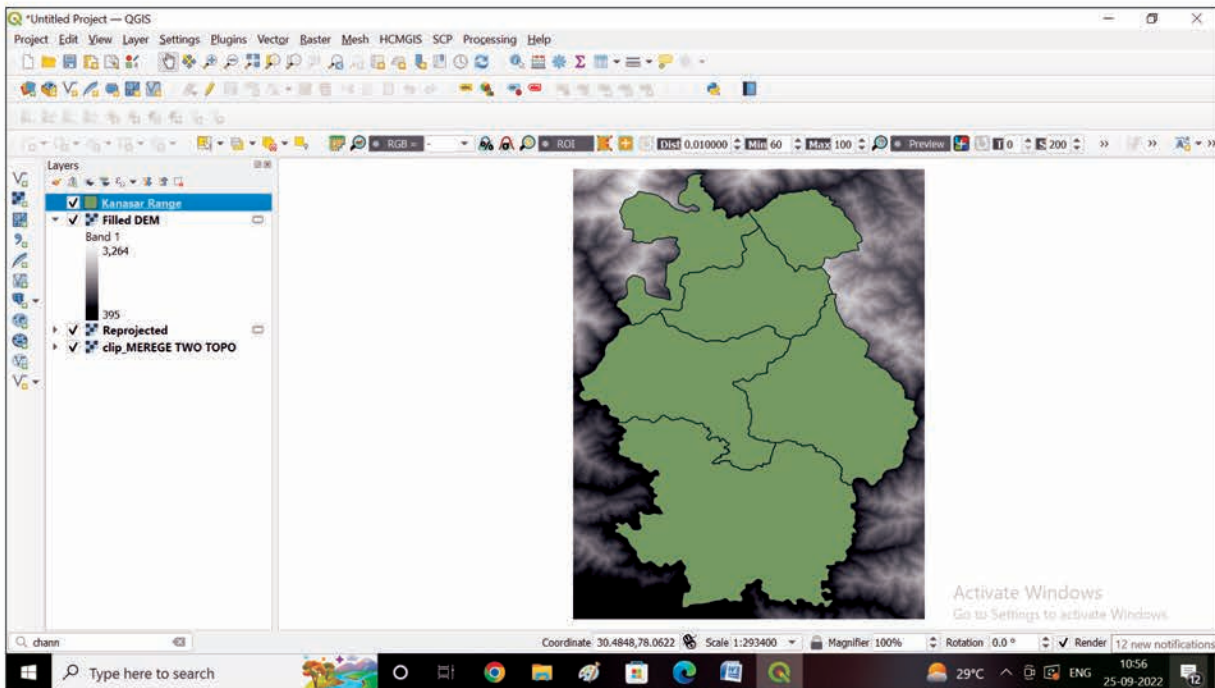 *Untitled Project — QGIS
Project Edit View Layer Settings Plugins Vector Raster Mesh HCMGIS SCP Processing Help
RGB = - ROI Dist 0.010000 Min 60 Max 100 Preview T 0 S 200 » » »
Layers
Kanasar Range
Filled DEM
Band 1
3,264
395
Reprojected
clip_MEREGE TWO TOPO
Activate Windows
Go to Settings to activate Windows.
chann Coordinate 30.4848,78.0622 Scale 1:293400 Magnifier 100% Rotation 0.0 ° Render 12 new notifications
Type here to search 29°C ENG 10:56
25-09-2022 12